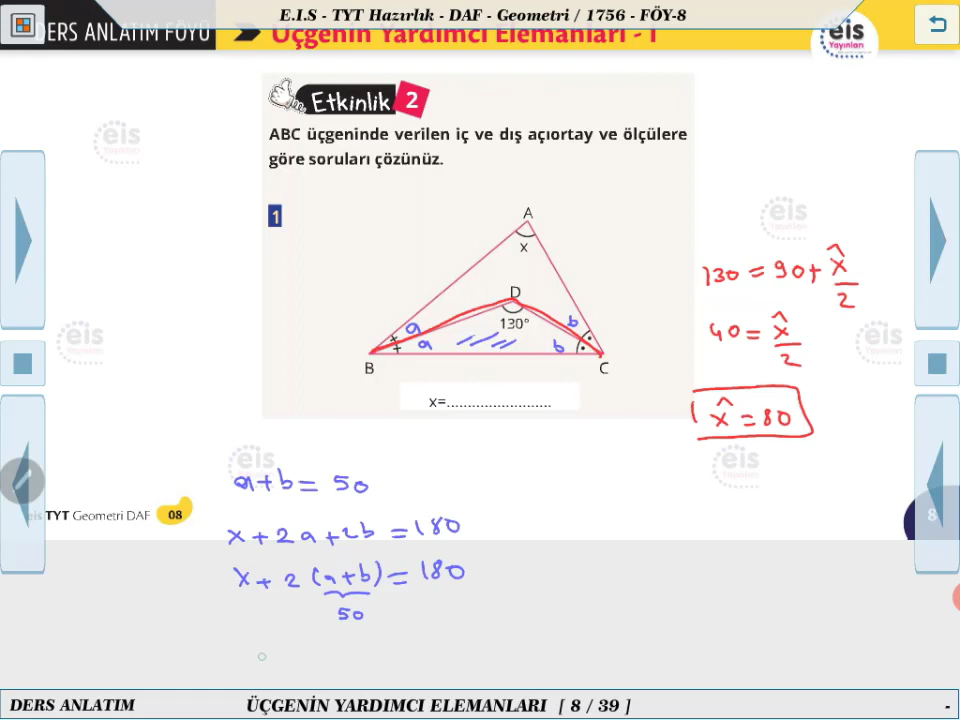 E.I.S - TYT Hazırlık - DAF - Geometri / 1756 - FÖY-8
DERS ANLATIM FÖYÜ
Üçgenin Yardımcı Elemanları - I
eis
Yayınları
Etkinlik 2
ABC üçgeninde verilen iç ve dış açıortay ve ölçülere
göre soruları çözünüz.
1
A
x
D
130°
a
a
b
b
B
C
x=.........................
130 = 90 + x̂/2
40 = x̂/2
x̂ = 80
a+b = 50
x + 2a + 2b = 180
x + 2 (a+b) = 180
50
eis TYT Geometri DAF 08
8
DERS ANLATIM
ÜÇGENİN YARDIMCI ELEMANLARI [ 8 / 39 ]
-